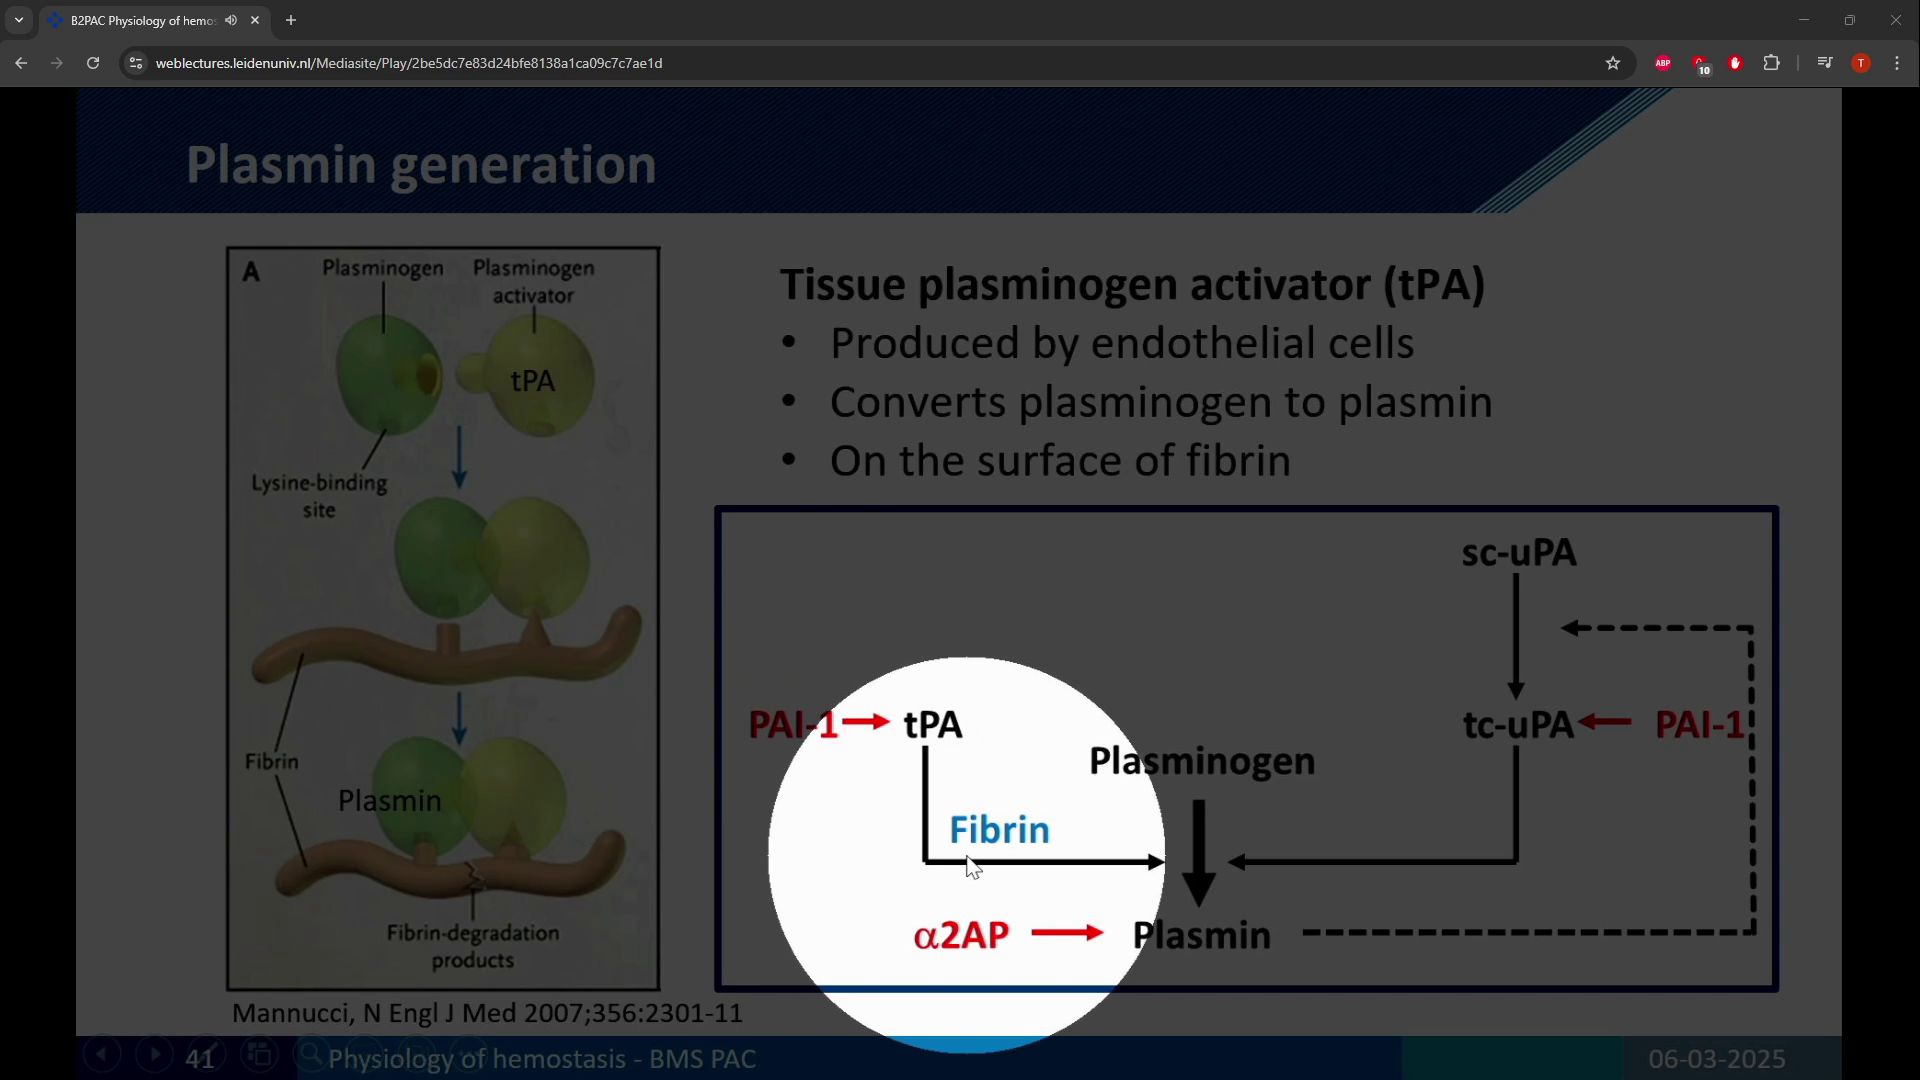 B2PAC Physiology of hemos
weblectures.leidenuniv.nl/Mediasite/Play/2be5dc7e83d24bfe8138a1ca09c7c7ae1d
ABP
10
T
Plasmin generation
A
Plasminogen
Plasminogen
activator
tPA
Lysine-binding
site
Fibrin
Plasmin
Fibrin-degradation
products
Mannucci, N Engl J Med 2007;356:2301-11
Tissue plasminogen activator (tPA)
• Produced by endothelial cells
• Converts plasminogen to plasmin
• On the surface of fibrin
sc-uPA
PAI-1
tPA
tc-uPA
PAI-1
Plasminogen
Fibrin
α2AP
Plasmin
41
Physiology of hemostasis - BMS PAC
06-03-2025